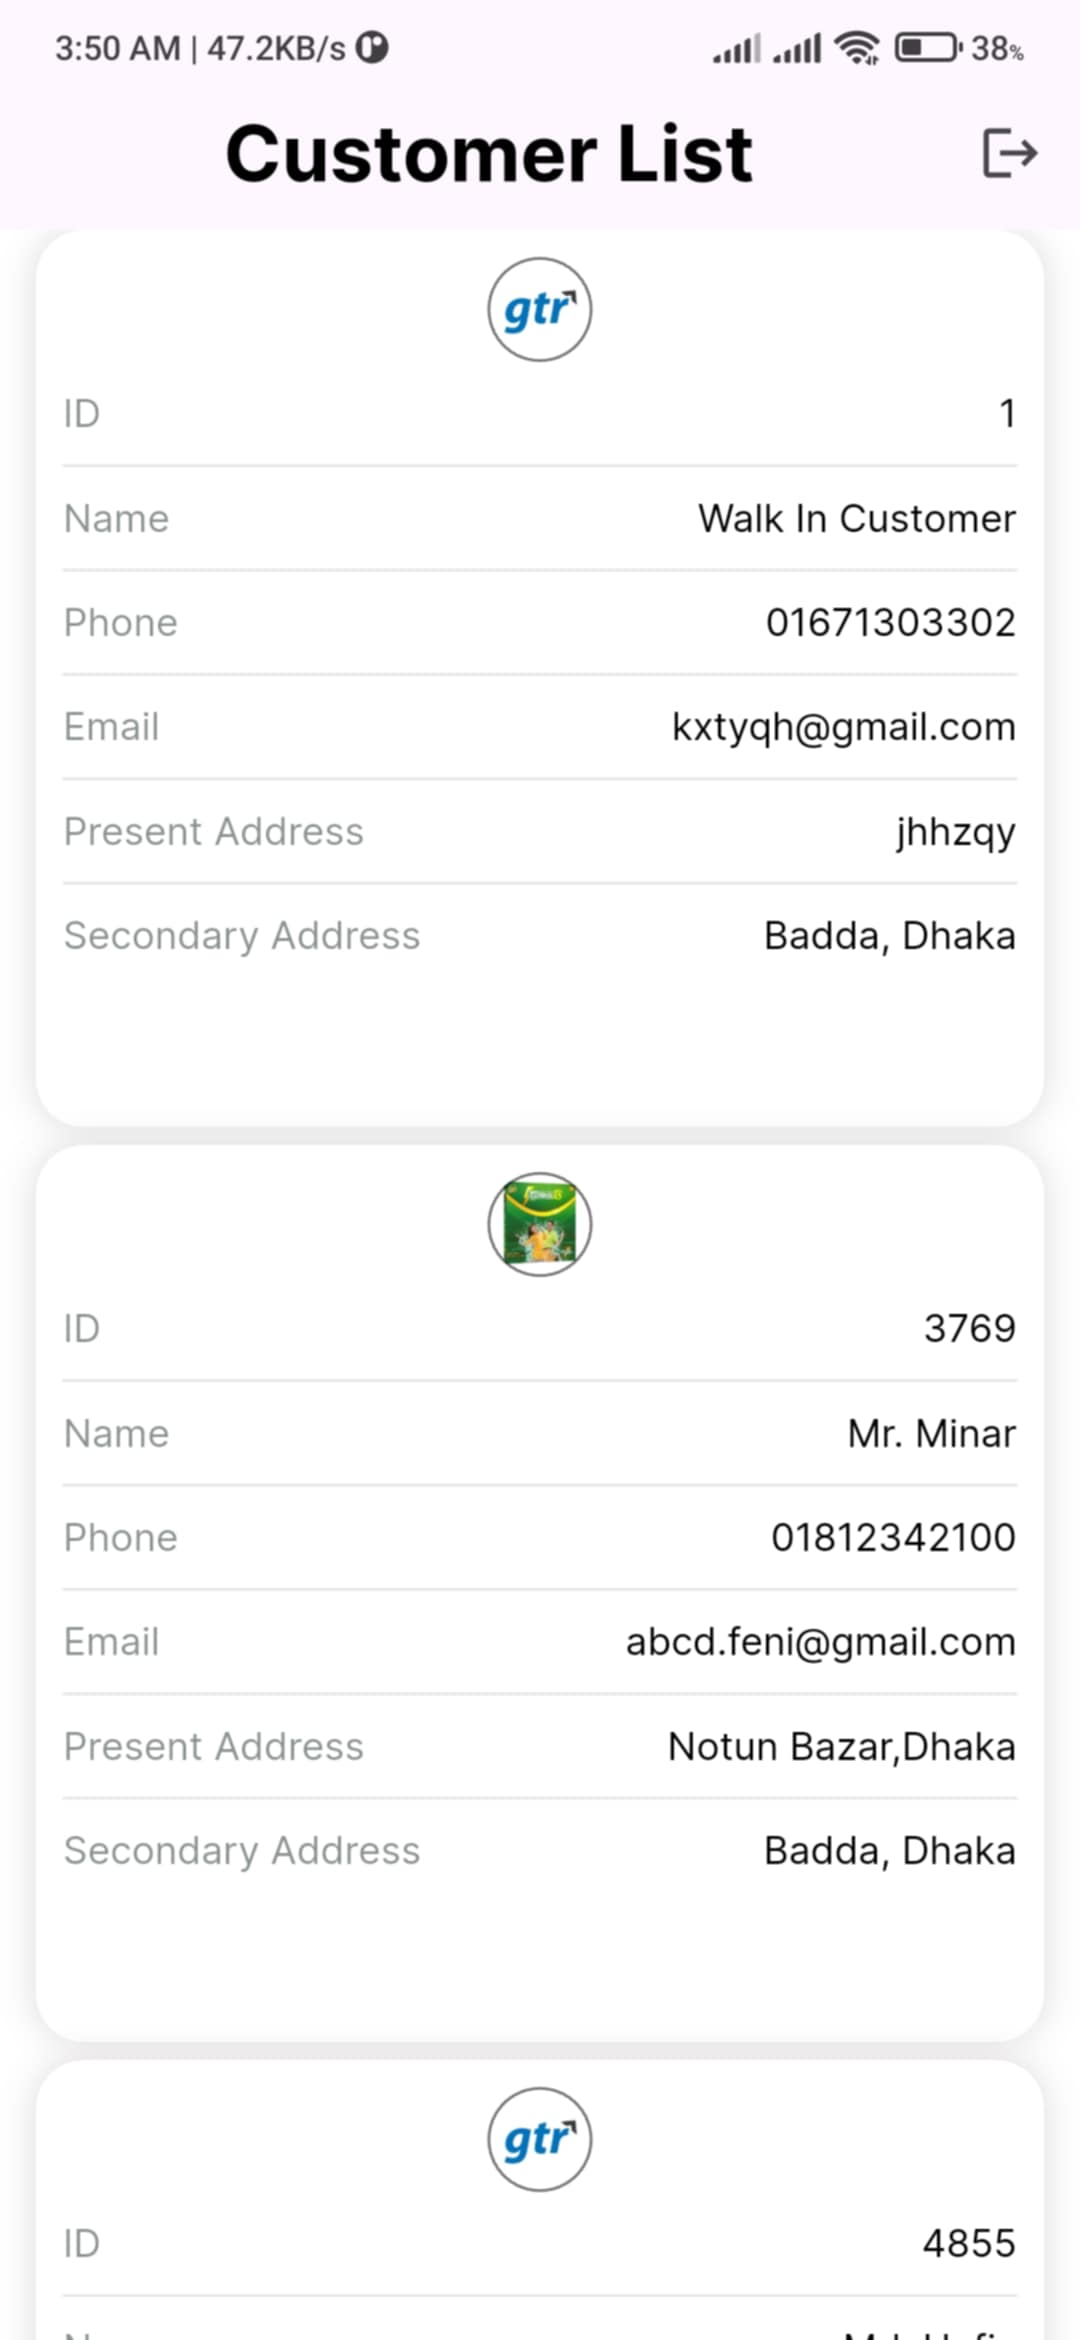 3:50 AM | 47.2KB/s
38%
Customer List
gtr
ID 1
Name Walk In Customer
Phone 01671303302
Email kxtyqh@gmail.com
Present Address jhhzqy
Secondary Address Badda, Dhaka
ID 3769
Name Mr. Minar
Phone 01812342100
Email abcd.feni@gmail.com
Present Address Notun Bazar,Dhaka
Secondary Address Badda, Dhaka
gtr
ID 4855